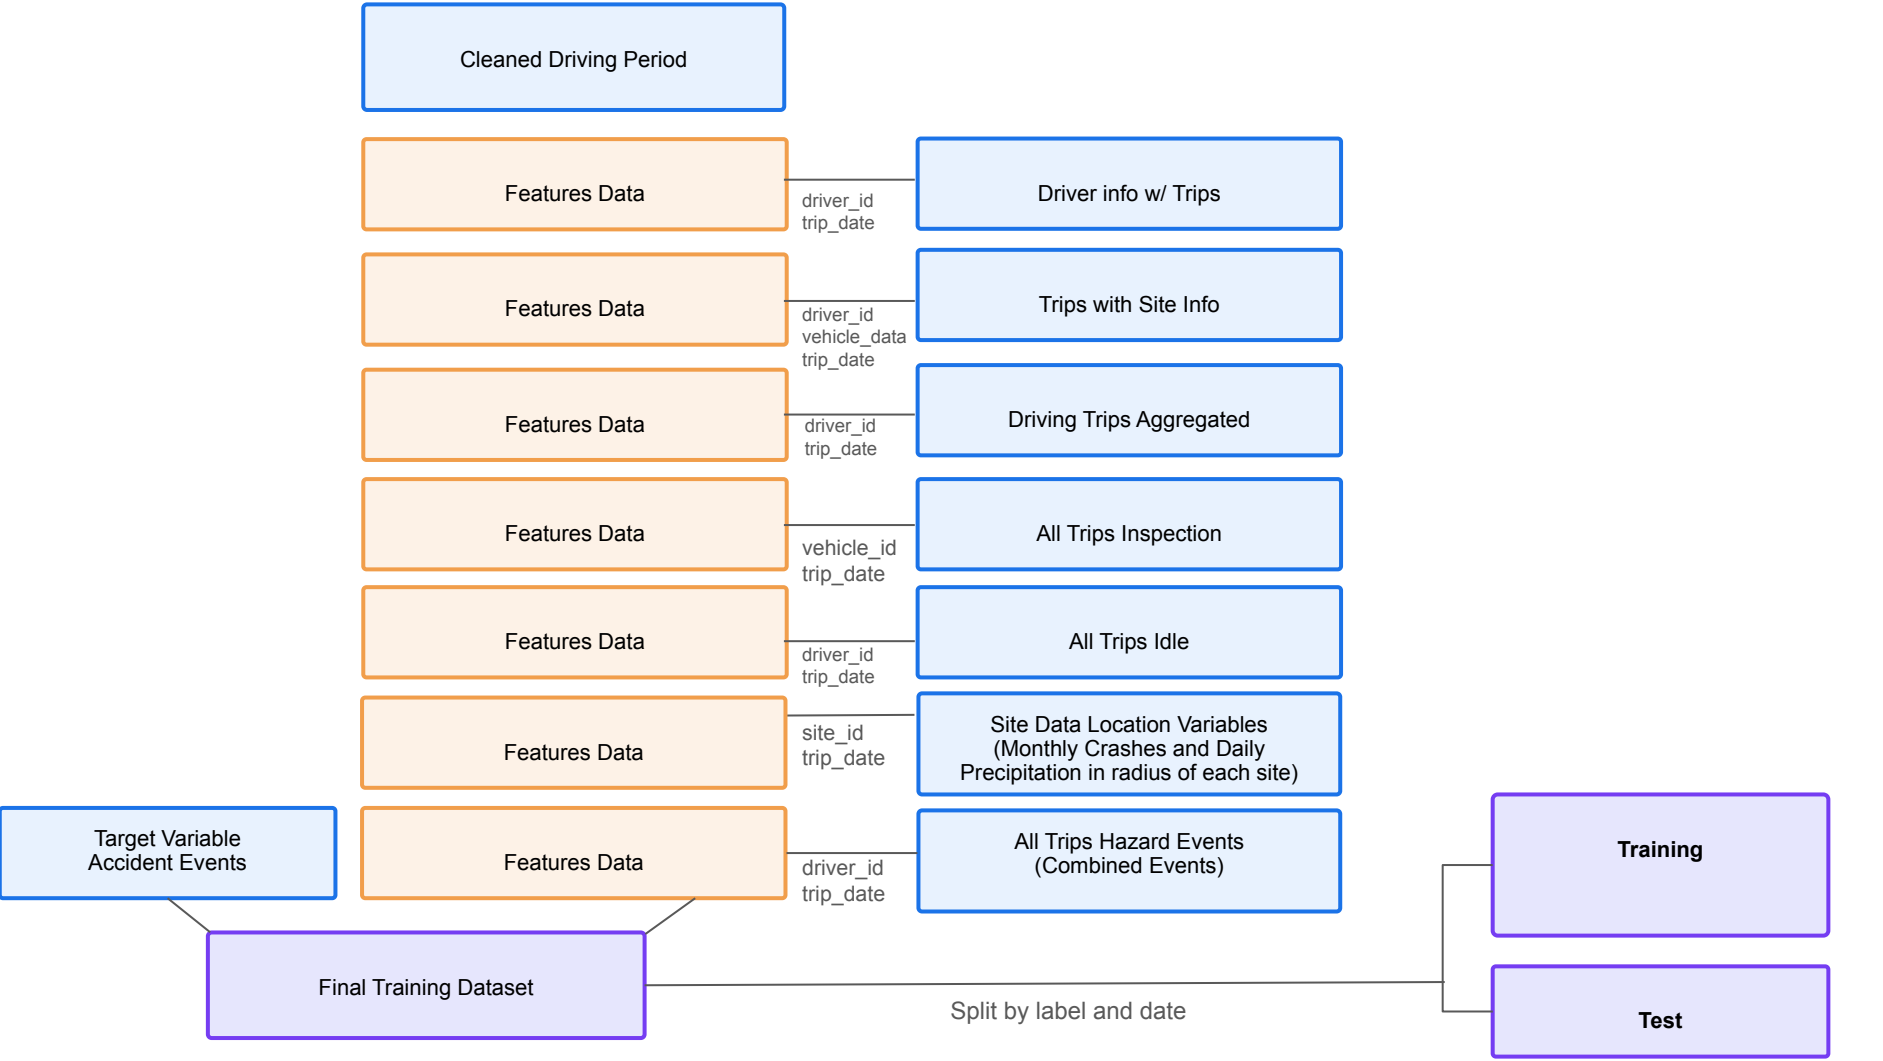 Cleaned Driving Period
Features Data
driver_id
trip_date
Driver info w/ Trips
Features Data
driver_id
vehicle_data
trip_date
Trips with Site Info
Features Data
driver_id
trip_date
Driving Trips Aggregated
Features Data
vehicle_id
trip_date
All Trips Inspection
Features Data
driver_id
trip_date
All Trips Idle
Features Data
site_id
trip_date
Site Data Location Variables
(Monthly Crashes and Daily
Precipitation in radius of each site)
Target Variable
Accident Events
Features Data
driver_id
trip_date
All Trips Hazard Events
(Combined Events)
Final Training Dataset
Split by label and date
Training
Test